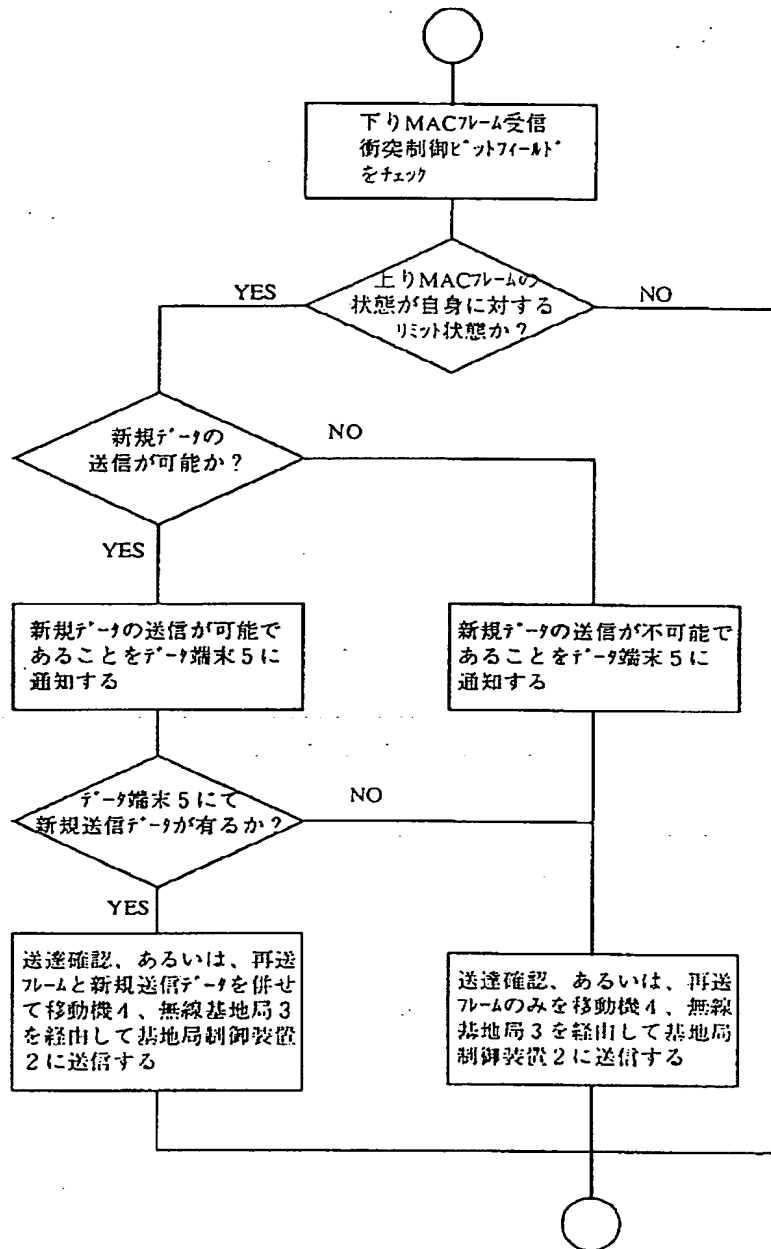 下りMACﾌﾚｰﾑ受信
衝突制御ﾋﾞｯﾄﾌｨｰﾙﾄﾞ
をﾁｪｯｸ
上りMACﾌﾚｰﾑの
状態が自身に対する
ﾘﾐｯﾄ状態か?
YES
NO
新規ﾃﾞｰﾀの
送信が可能か?
NO
YES
新規ﾃﾞｰﾀの送信が可能で
あることをﾃﾞｰﾀ端末5に
通知する
新規ﾃﾞｰﾀの送信が不可能で
あることをﾃﾞｰﾀ端末5に
通知する
ﾃﾞｰﾀ端末5にて
新規送信ﾃﾞｰﾀが有るか?
NO
YES
送達確認、あるいは、再送
ﾌﾚｰﾑと新規送信ﾃﾞｰﾀを併せ
て移動機4、無線基地局3
を経由して基地局制御装置
2に送信する
送達確認、あるいは、再送
ﾌﾚｰﾑのみを移動機4、無線
基地局3を経由して基地局
制御装置2に送信する